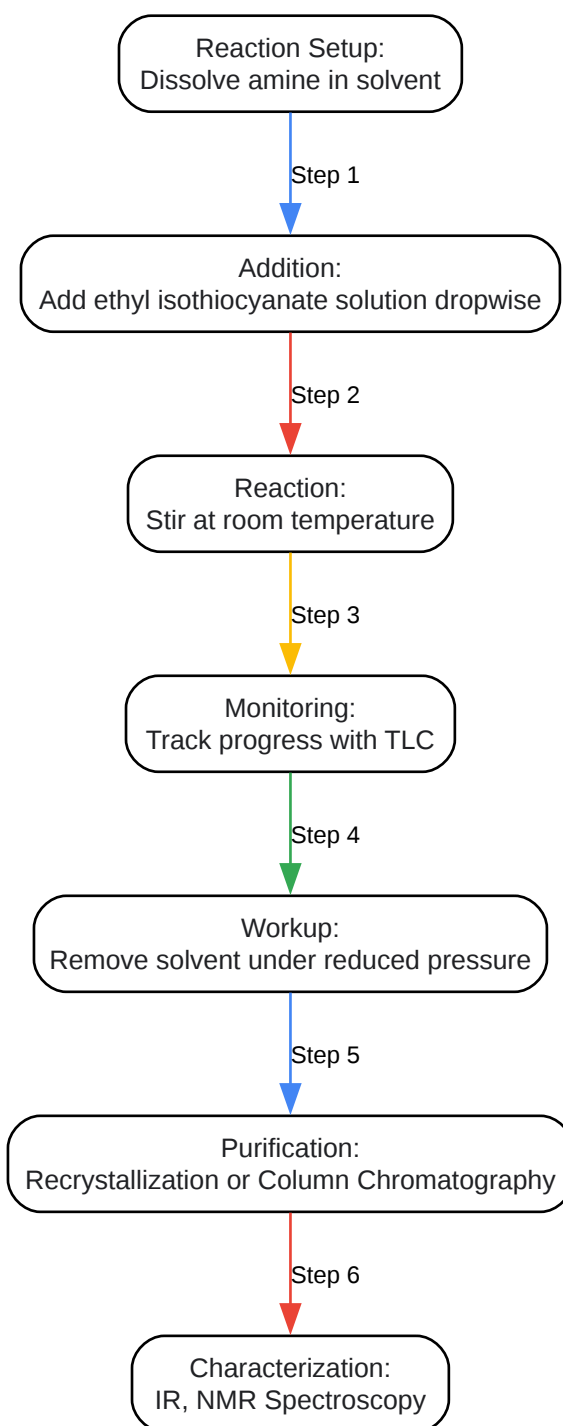 Reaction Setup:
Dissolve amine in solvent
Step 1
Addition:
Add ethyl isothiocyanate solution dropwise
Step 2
Reaction:
Stir at room temperature
Step 3
Monitoring:
Track progress with TLC
Step 4
Workup:
Remove solvent under reduced pressure
Step 5
Purification:
Recrystallization or Column Chromatography
Step 6
Characterization:
IR, NMR Spectroscopy